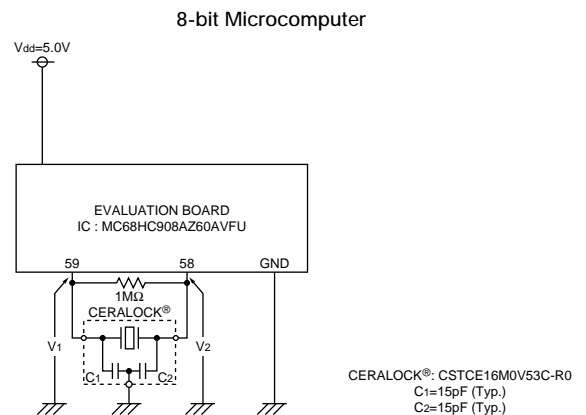 8-bit Microcomputer
Vdd=5.0V
EVALUATION BOARD
IC : MC68HC908AZ60AVFU
59
58
GND
1MΩ
CERALOCK®
V1
V2
C1
C2
CERALOCK®: CSTCE16M0V53C-R0
C1=15pF (Typ.)
C2=15pF (Typ.)